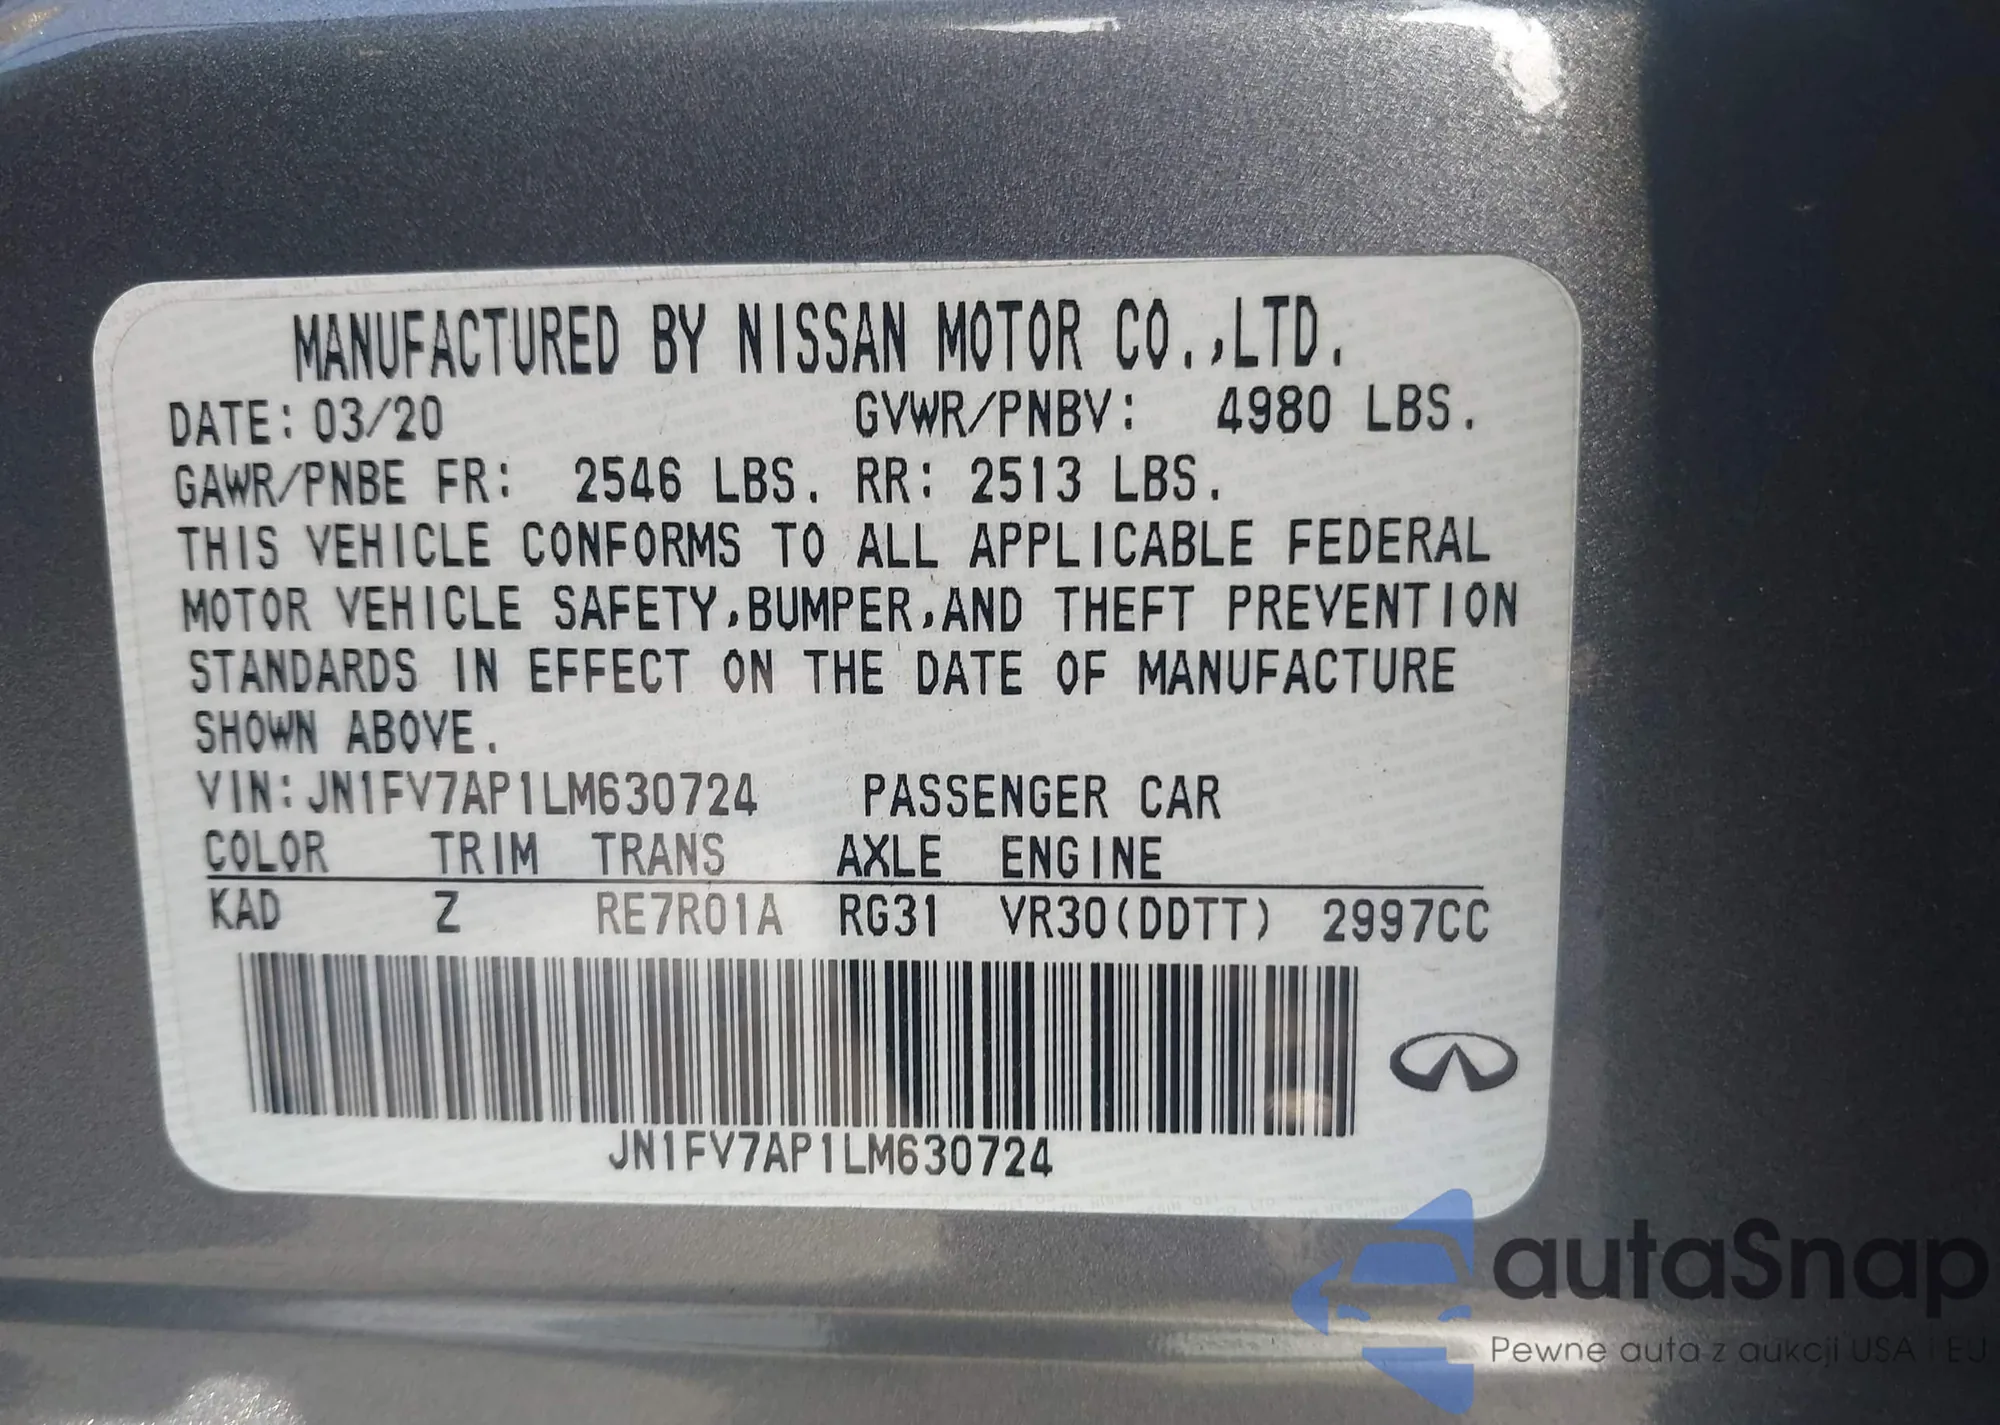 MANUFACTURED BY NISSAN MOTOR CO.,LTD.
DATE: 03/20 GVWR/PNBV: 4980 LBS.
GAWR/PNBE FR: 2546 LBS. RR: 2513 LBS.
THIS VEHICLE CONFORMS TO ALL APPLICABLE FEDERAL
MOTOR VEHICLE SAFETY,BUMPER,AND THEFT PREVENTION
STANDARDS IN EFFECT ON THE DATE OF MANUFACTURE
SHOWN ABOVE.
VIN:JN1FV7AP1LM630724 PASSENGER CAR
COLOR TRIM TRANS AXLE ENGINE
KAD Z RE7R01A RG31 VR30(DDTT) 2997CC
JN1FV7AP1LM630724
autaSnap
Pewne auta z aukcji USA i EU